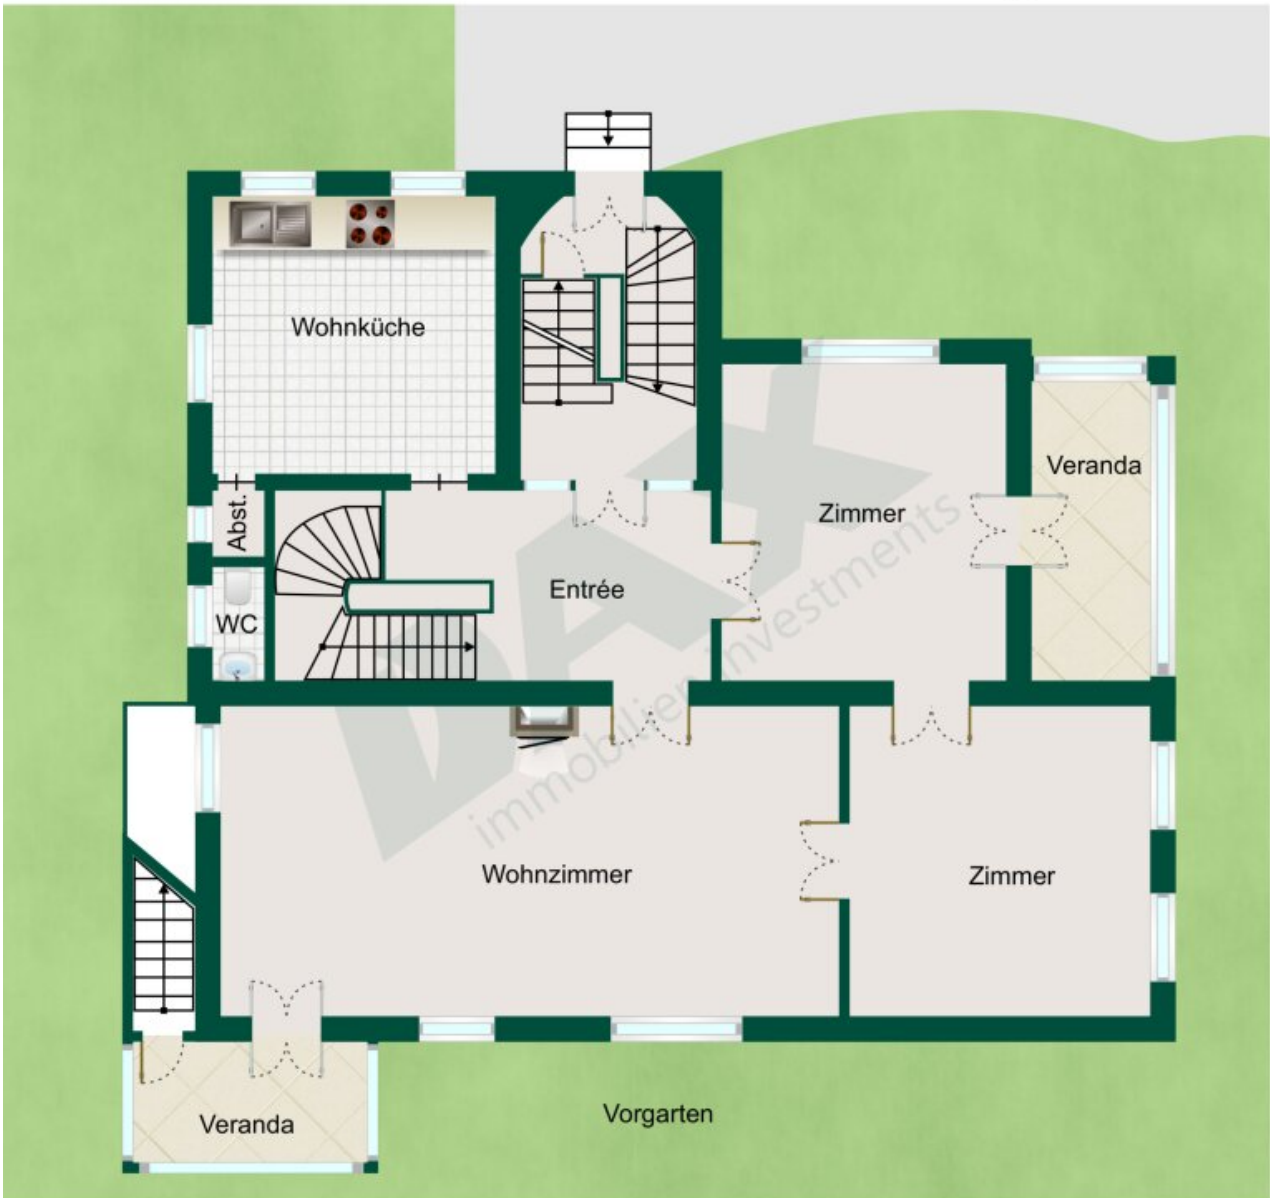 Wohnküche
Veranda
Abst.
Zimmer
Entrée
WC
DAX
immobilien investments
Wohnzimmer
Zimmer
Veranda
Vorgarten